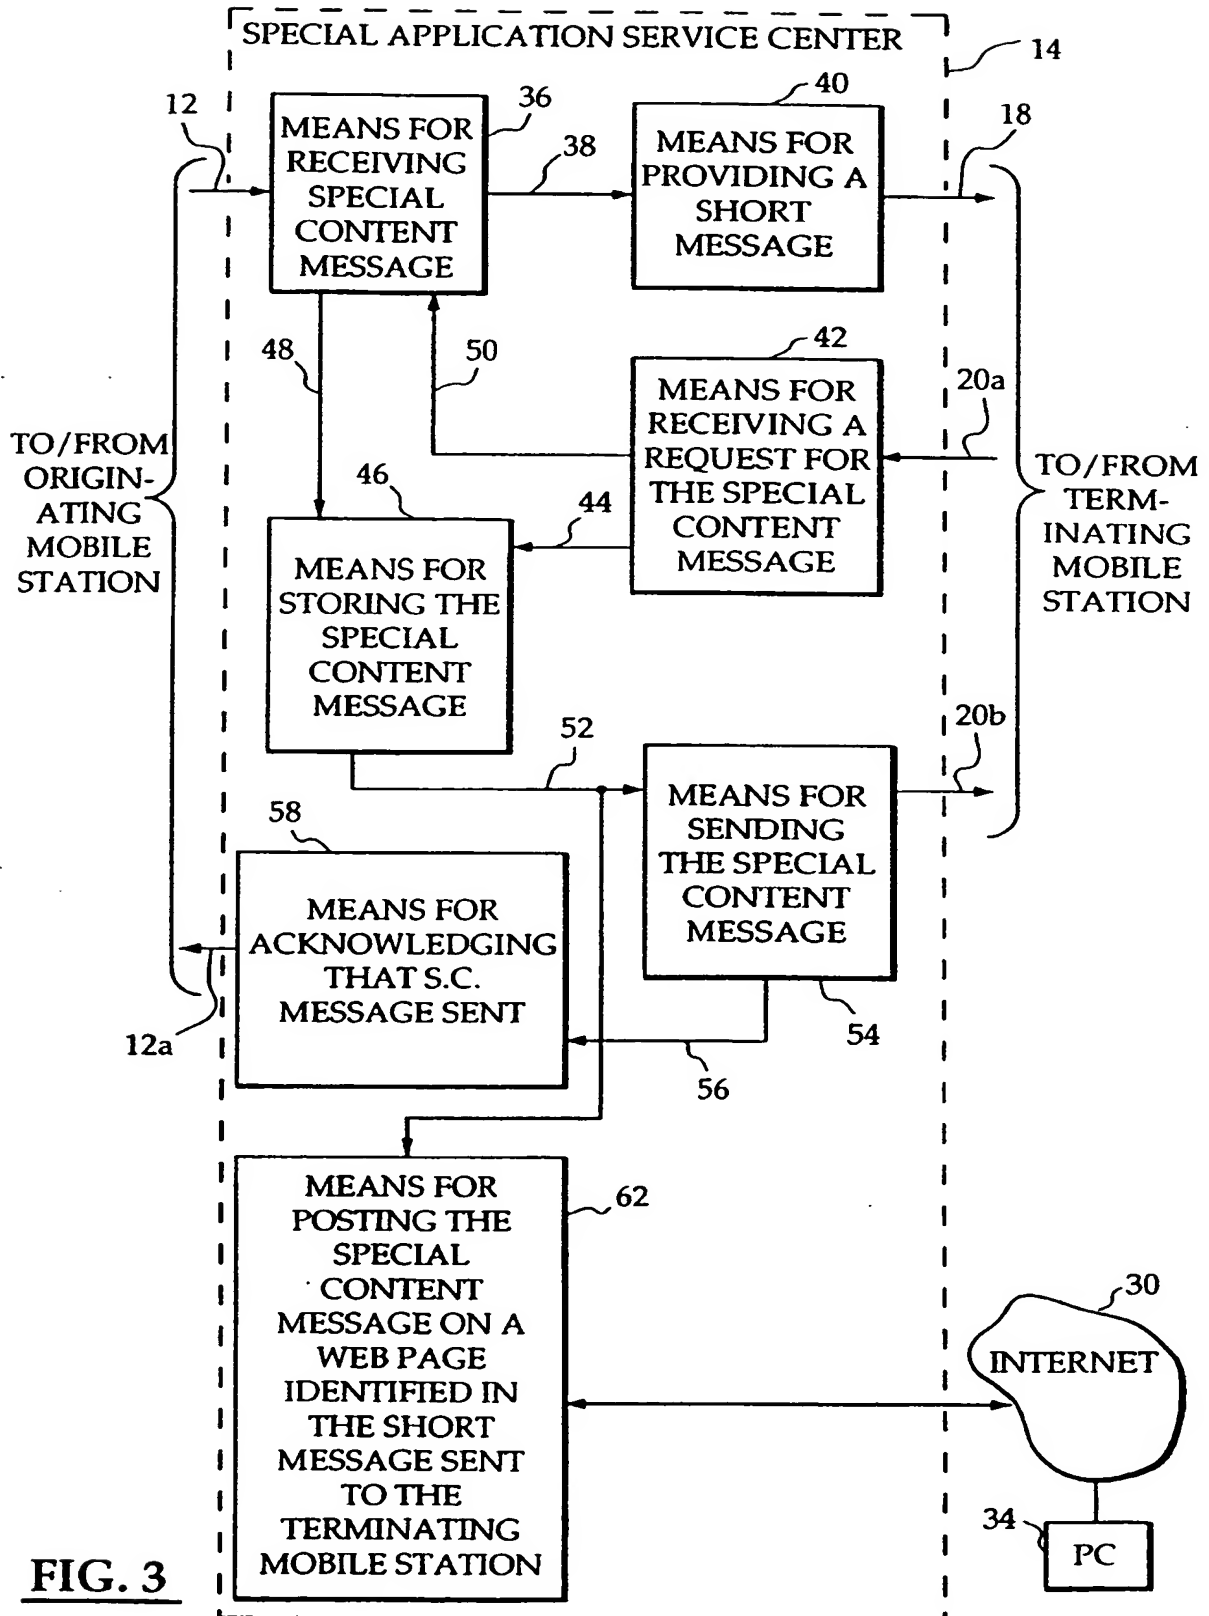 SPECIAL APPLICATION SERVICE CENTER
14
12
36
MEANS FOR
RECEIVING
SPECIAL
CONTENT
MESSAGE
38
40
MEANS FOR
PROVIDING A
SHORT
MESSAGE
18
48
50
42
MEANS FOR
RECEIVING A
REQUEST FOR
THE SPECIAL
CONTENT
MESSAGE
20a
TO/FROM
ORIGIN-
ATING
MOBILE
STATION
TO/FROM
TERM-
INATING
MOBILE
STATION
46
44
MEANS FOR
STORING THE
SPECIAL
CONTENT
MESSAGE
52
20b
MEANS FOR
SENDING
THE SPECIAL
CONTENT
MESSAGE
54
58
MEANS FOR
ACKNOWLEDGING
THAT S.C.
MESSAGE SENT
12a
56
MEANS FOR
POSTING THE
SPECIAL
CONTENT
MESSAGE ON A
WEB PAGE
IDENTIFIED IN
THE SHORT
MESSAGE SENT
TO THE
TERMINATING
MOBILE STATION
62
30
INTERNET
34
PC
FIG. 3